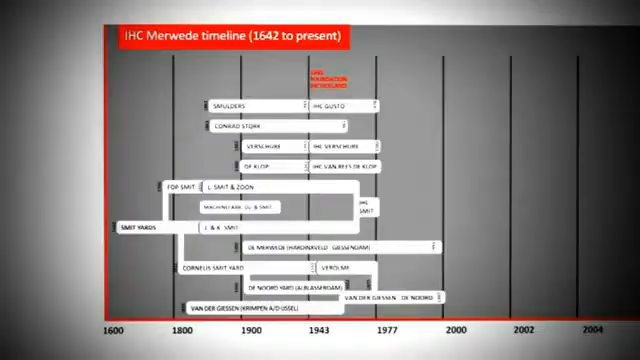 IHC Merwede timeline (1642 to present)
1943
FOUNDATION
IHC HOLLAND
SMULDERS
IHC GUSTO
CONRAD STORK
VERSCHURE
IHC VERSCHURE
DE KLOP
IHC VAN REES DE KLOP
FOP SMIT
L. SMIT & ZOON
IHC
SMIT
SMIT YARDS
J. & K. SMIT
DE MERWEDE (HARDINXVELD - GIESSENDAM)
CORNELIS SMIT YARD
VEROLME
DE NOORD YARD (ALBLASSERDAM)
VAN DER GIESSEN - DE NOORD
VAN DER GIESSEN (KRIMPEN A/D IJSSEL)
1600
1800
1900
1943
1977
2000
2002
2004